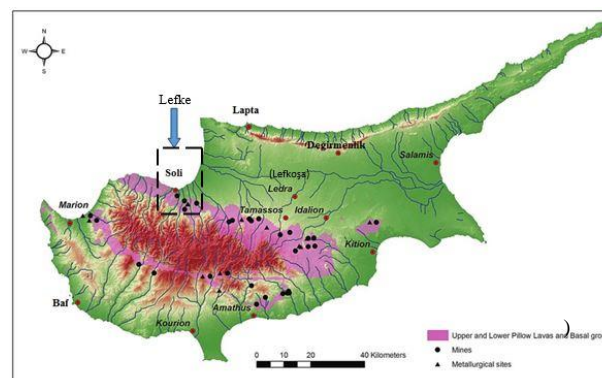 N
W E
S
Lefke
Lapta
Soli
Değirmenlik
Salamis
(Lefkoşa)
Ledra
Marion
Tamassos
Idalion
Kition
Baf
Amathus
Kourion
)
Upper and Lower Pillow Lavas and Basal gro
Mines
Metallurgical sites
0 10 20 40 Kilometers